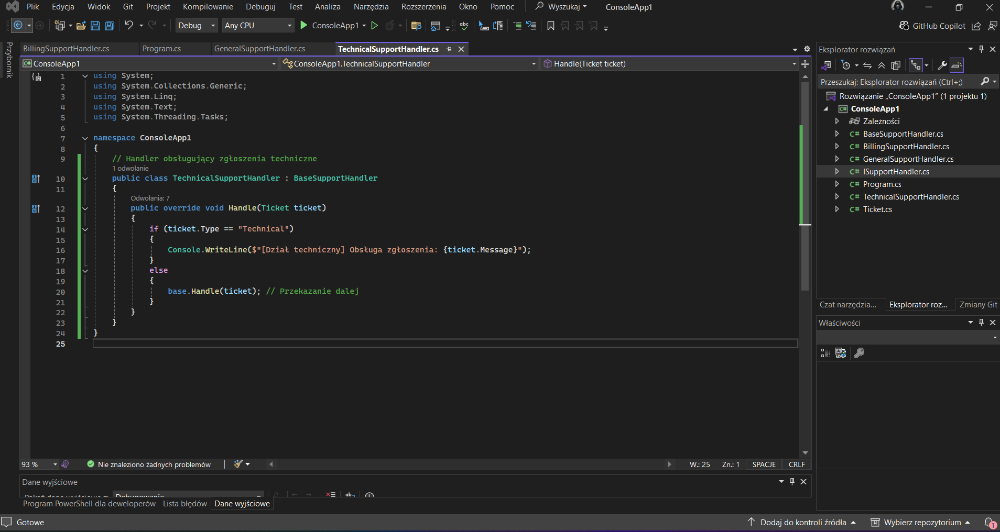 Plik Edycja Widok Git Projekt Kompilowanie Debuguj Test Analiza Narzędzia Rozszerzenia Okno Pomoc Wyszukaj ConsoleApp1
Debug Any CPU ConsoleApp1 GitHub Copilot
Przybornik
BillingSupportHandler.cs Program.cs GeneralSupportHandler.cs TechnicalSupportHandler.cs
ConsoleApp1 ConsoleApp1.TechnicalSupportHandler Handle(Ticket ticket)
1 using System;
2 using System.Collections.Generic;
3 using System.Linq;
4 using System.Text;
5 using System.Threading.Tasks;
6
7 namespace ConsoleApp1
8 {
9 // Handler obsługujący zgłoszenia techniczne
1 odwołanie
10 public class TechnicalSupportHandler : BaseSupportHandler
11 {
Odwołania: 7
12 public override void Handle(Ticket ticket)
13 {
14 if (ticket.Type == "Technical")
15 {
16 Console.WriteLine($"[Dział techniczny] Obsługa zgłoszenia: {ticket.Message}");
17 }
18 else
19 {
20 base.Handle(ticket); // Przekazanie dalej
21 }
22 }
23 }
24 }
25
93 % Nie znaleziono żadnych problemów W.: 25 Zn.: 1 SPACJE CRLF
Dane wyjściowe
Program PowerShell dla deweloperów Lista błędów Dane wyjściowe
Eksplorator rozwiązań
Przeszukaj: Eksplorator rozwiązań (Ctrl+;)
Rozwiązanie „ConsoleApp1” (1 projektu 1)
ConsoleApp1
Zależności
C# BaseSupportHandler.cs
C# BillingSupportHandler.cs
C# GeneralSupportHandler.cs
C# ISupportHandler.cs
C# Program.cs
C# TechnicalSupportHandler.cs
C# Ticket.cs
Czat narzędzia... Eksplorator roz... Zmiany Git
Właściwości
Gotowe Dodaj do kontroli źródła Wybierz repozytorium 1